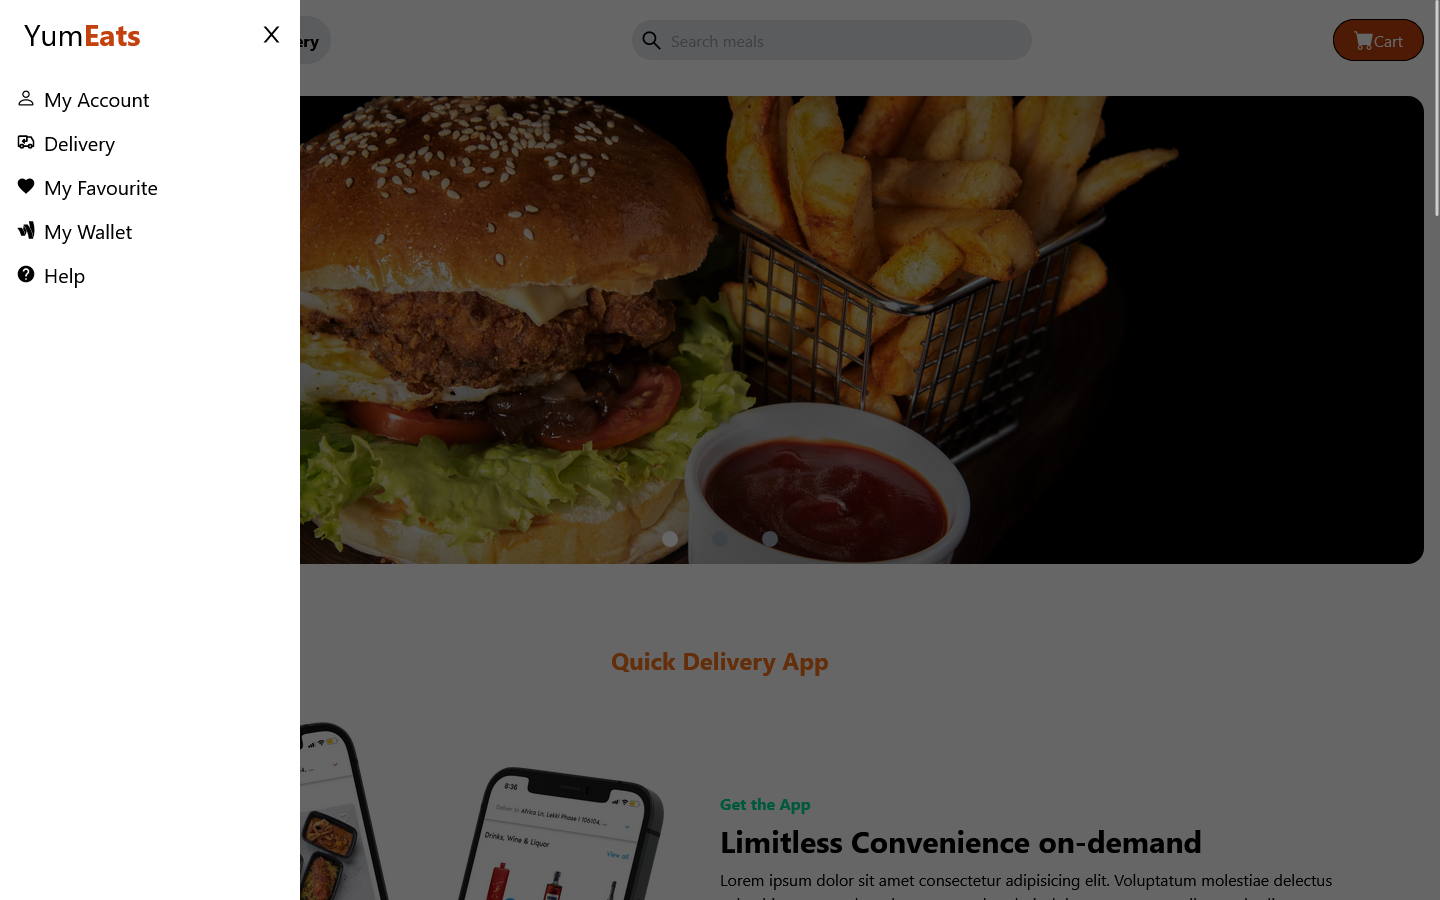 YumEats
X
My Account
Delivery
My Favourite
My Wallet
Help
Search meals
Cart
Quick Delivery App
8:36
Deliver to Africa Ln, Lekki Phase I 106104, ...
Drinks, Wine & Liquor
View all
Get the App
Limitless Convenience on-demand
Lorem ipsum dolor sit amet consectetur adipisicing elit. Voluptatum molestiae delectus